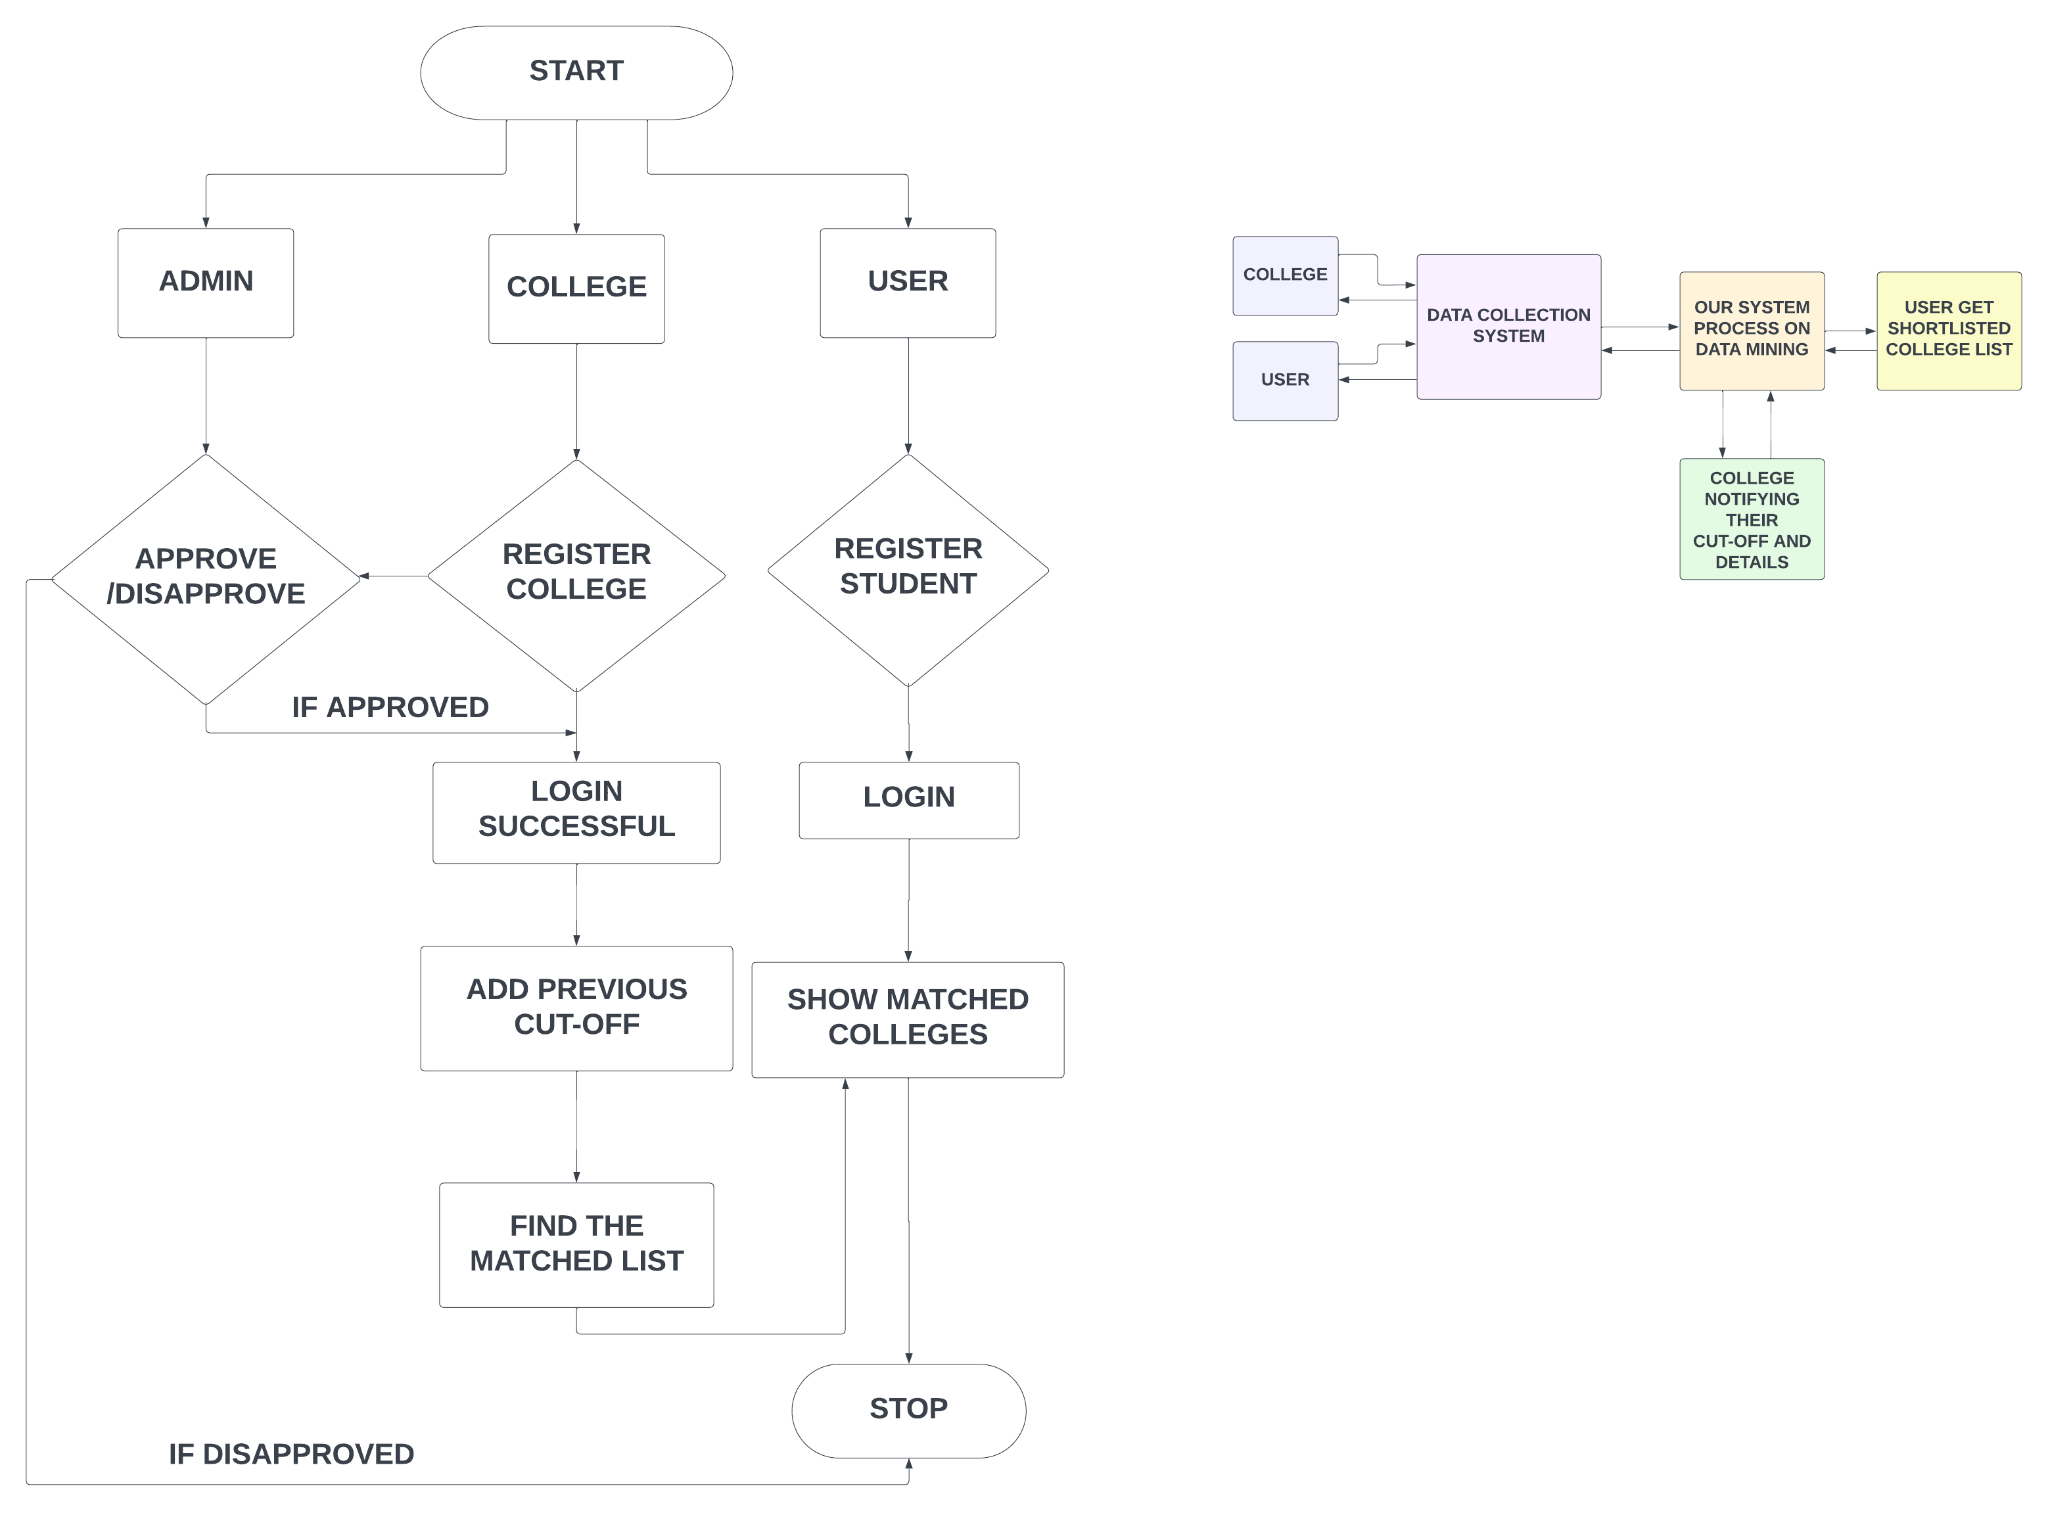 START
ADMIN
COLLEGE
USER
APPROVE
/DISAPPROVE
REGISTER
COLLEGE
REGISTER
STUDENT
IF APPROVED
LOGIN
SUCCESSFUL
LOGIN
ADD PREVIOUS
CUT-OFF
SHOW MATCHED
COLLEGES
FIND THE
MATCHED LIST
STOP
IF DISAPPROVED
COLLEGE
USER
DATA COLLECTION
SYSTEM
OUR SYSTEM
PROCESS ON
DATA MINING
USER GET
SHORTLISTED
COLLEGE LIST
COLLEGE
NOTIFYING
THEIR
CUT-OFF AND
DETAILS